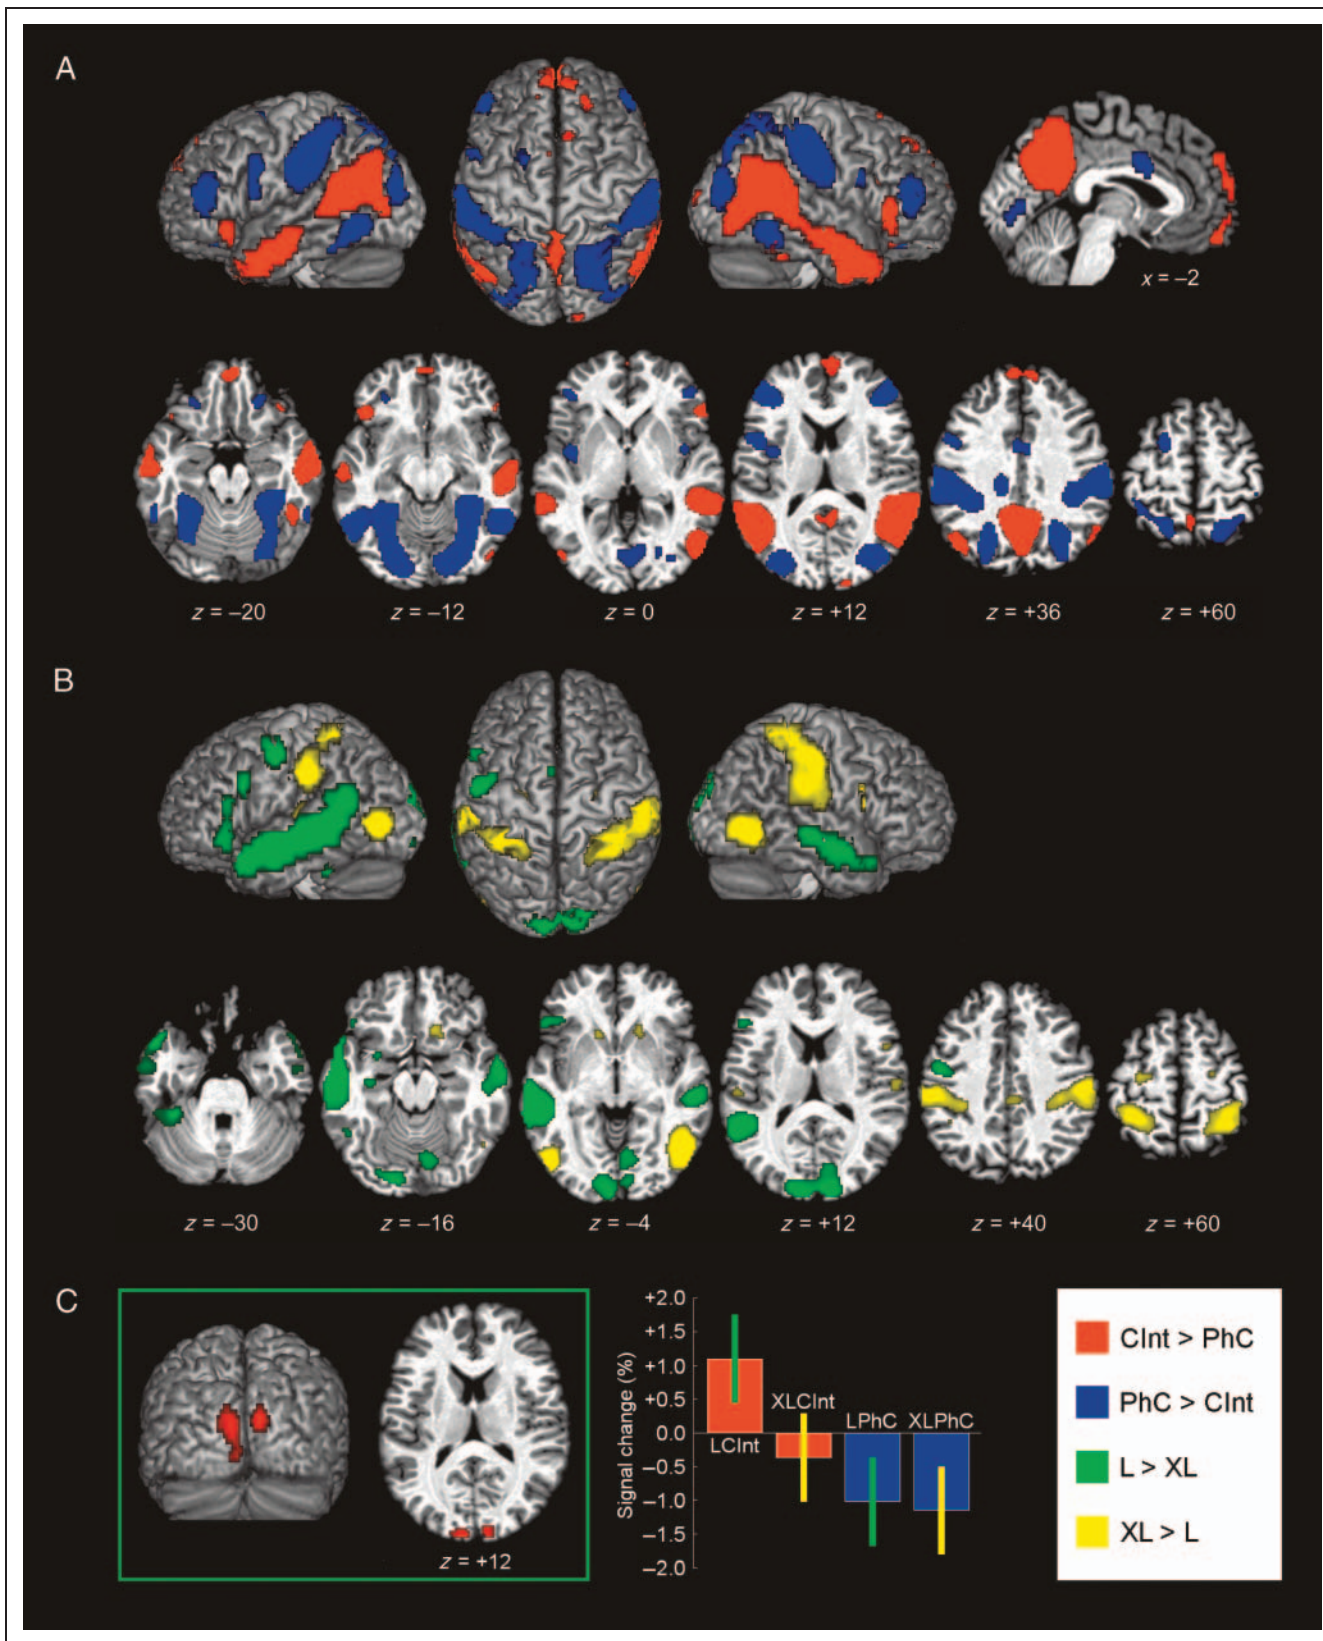 A
x = –2
z = –20 z = –12 z = 0 z = +12 z = +36 z = +60
B
z = –30 z = –16 z = –4 z = +12 z = +40 z = +60
C
z = +12
Signal change (%)
+2.0
+1.5
+1.0
+0.5
0.0
–0.5
–1.0
–1.5
–2.0
LCInt
XLCInt
LPhC
XLPhC
CInt > PhC
PhC > CInt
L > XL
XL > L